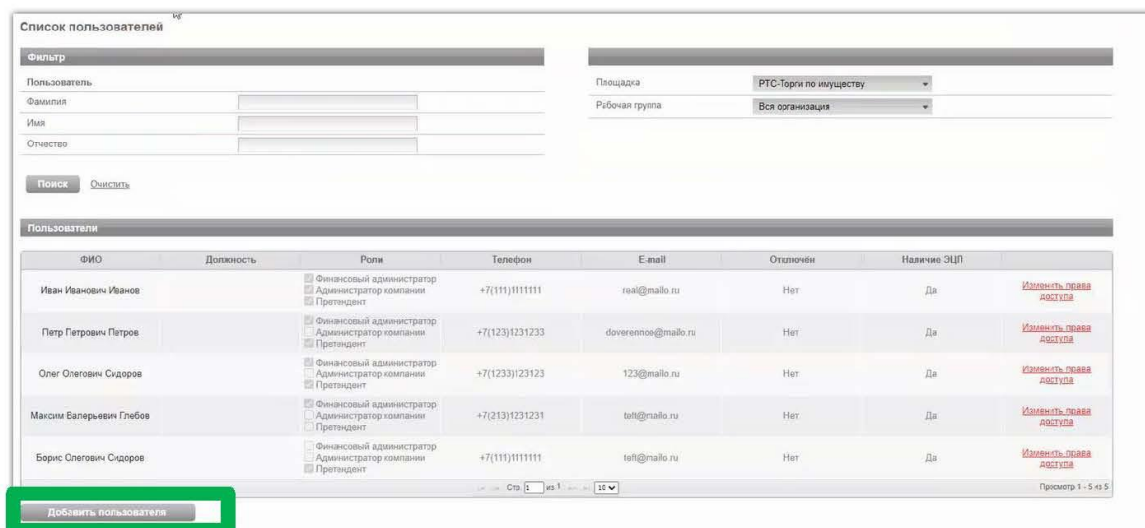 Список пользователей
Фильтр
Пользователь
Фамилия
Имя
Отчество
Площадка РТС-Торги по имуществу
Рабочая группа Вся организация
Поиск Очистить
Пользователи
ФИО Должность Роли Телефон E-mail Отключён Наличие ЭЦП
Иван Иванович Иванов Финансовый администратор Администратор компании Претендент +7(111)1111111 real@mailo.ru Нет Да Изменить права доступа
Петр Петрович Петров Финансовый администратор Администратор компании Претендент +7(123)1231233 doverennoe@mailo.ru Нет Да Изменить права доступа
Олег Олегович Сидоров Финансовый администратор Администратор компании Претендент +7(1233)123123 123@mailo.ru Нет Да Изменить права доступа
Максим Валерьевич Глебов Финансовый администратор Администратор компании Претендент +7(213)1231231 teft@mailo.ru Нет Да Изменить права доступа
Борис Олегович Сидоров Финансовый администратор Администратор компании Претендент +7(111)1111111 teft@mailo.ru Нет Да Изменить права доступа
Стр. 1 из 1 10 Просмотр 1 - 5 из 5
Добавить пользователя